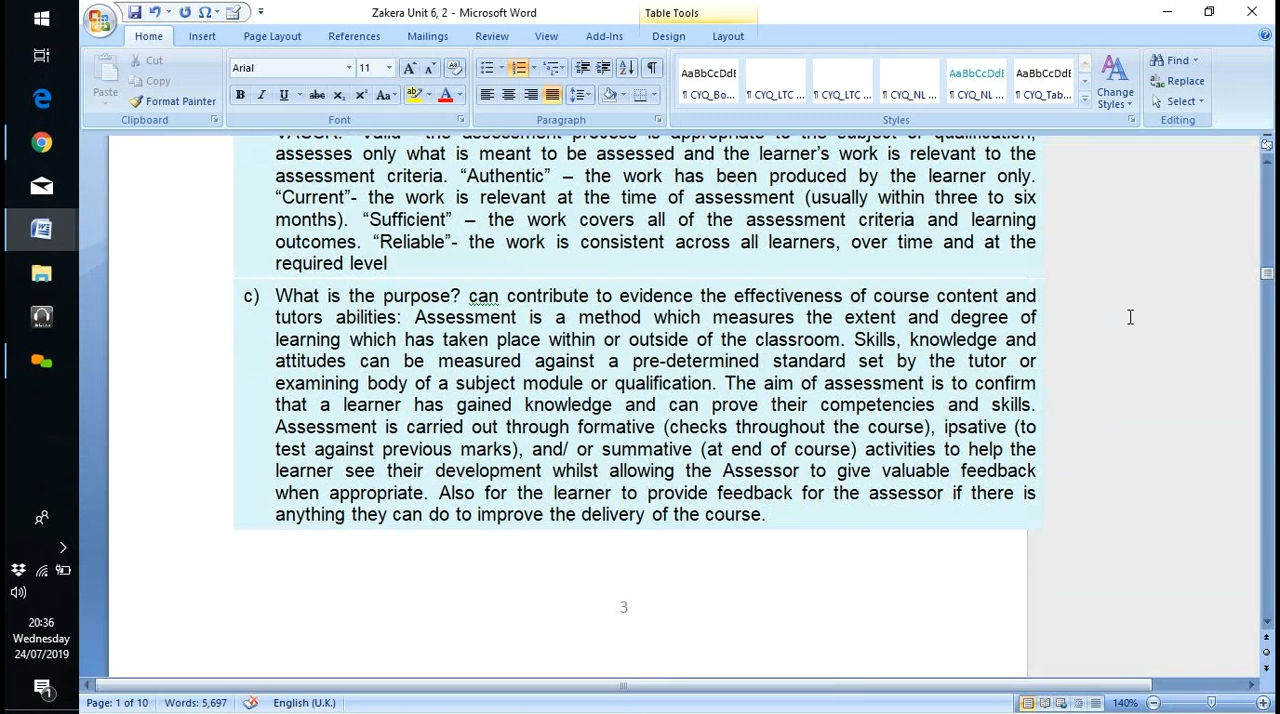 Zakera Unit 6, 2 - Microsoft Word
Table Tools
Home Insert Page Layout References Mailings Review View Add-Ins Design Layout
Paste
Cut
Copy
Format Painter
Clipboard
Arial 11
Font
Paragraph
AaBbCcDdE AaBbCcDdE AaBbCcDdE
¶ CYQ_Bo... ¶ CYQ_LTC ... ¶ CYQ_LTC ... ¶ CYQ_NL ... ¶ CYQ_NL ... ¶ CYQ_Tab...
Change Styles
Styles
Find
Replace
Select
Editing
assesses only what is meant to be assessed and the learner’s work is relevant to the
assessment criteria. “Authentic” – the work has been produced by the learner only.
“Current”- the work is relevant at the time of assessment (usually within three to six
months). “Sufficient” – the work covers all of the assessment criteria and learning
outcomes. “Reliable”- the work is consistent across all learners, over time and at the
required level
c) What is the purpose? can contribute to evidence the effectiveness of course content and
tutors abilities: Assessment is a method which measures the extent and degree of
learning which has taken place within or outside of the classroom. Skills, knowledge and
attitudes can be measured against a pre-determined standard set by the tutor or
examining body of a subject module or qualification. The aim of assessment is to confirm
that a learner has gained knowledge and can prove their competencies and skills.
Assessment is carried out through formative (checks throughout the course), ipsative (to
test against previous marks), and/ or summative (at end of course) activities to help the
learner see their development whilst allowing the Assessor to give valuable feedback
when appropriate. Also for the learner to provide feedback for the assessor if there is
anything they can do to improve the delivery of the course.
3
20:36
Wednesday
24/07/2019
1
Page: 1 of 10 Words: 5,697 English (U.K.) 140%